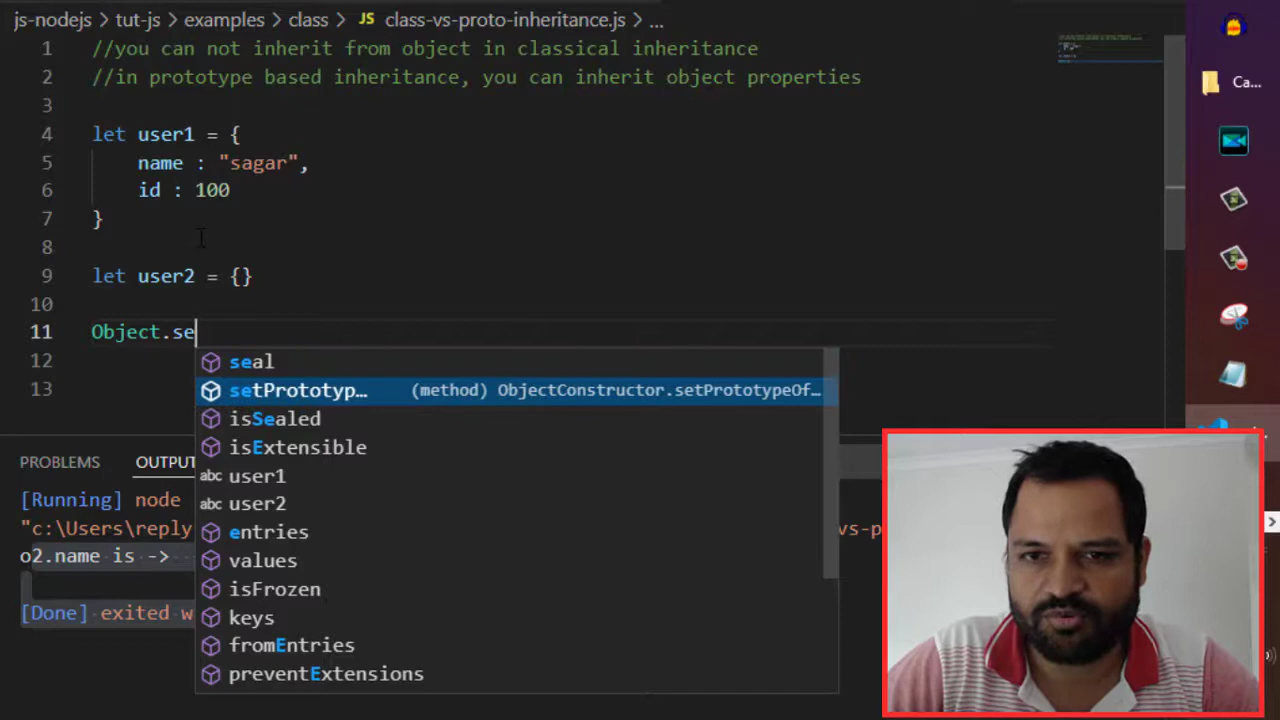 js-nodejs > tut-js > examples > class > JS class-vs-proto-inheritance.js > ...
1 //you can not inherit from object in classical inheritance
2 //in prototype based inheritance, you can inherit object properties
3
4 let user1 = {
5 name : "sagar",
6 id : 100
7 }
8
9 let user2 = {}
10
11 Object.se
12
13
seal
setPrototyp... (method) ObjectConstructor.setPrototypeOf...
isSealed
isExtensible
abc user1
abc user2
entries
values
isFrozen
keys
fromEntries
preventExtensions
PROBLEMS OUTPUT
[Running] node
"c:\Users\reply vs-p
o2.name is ->
[Done] exited w
Ca...